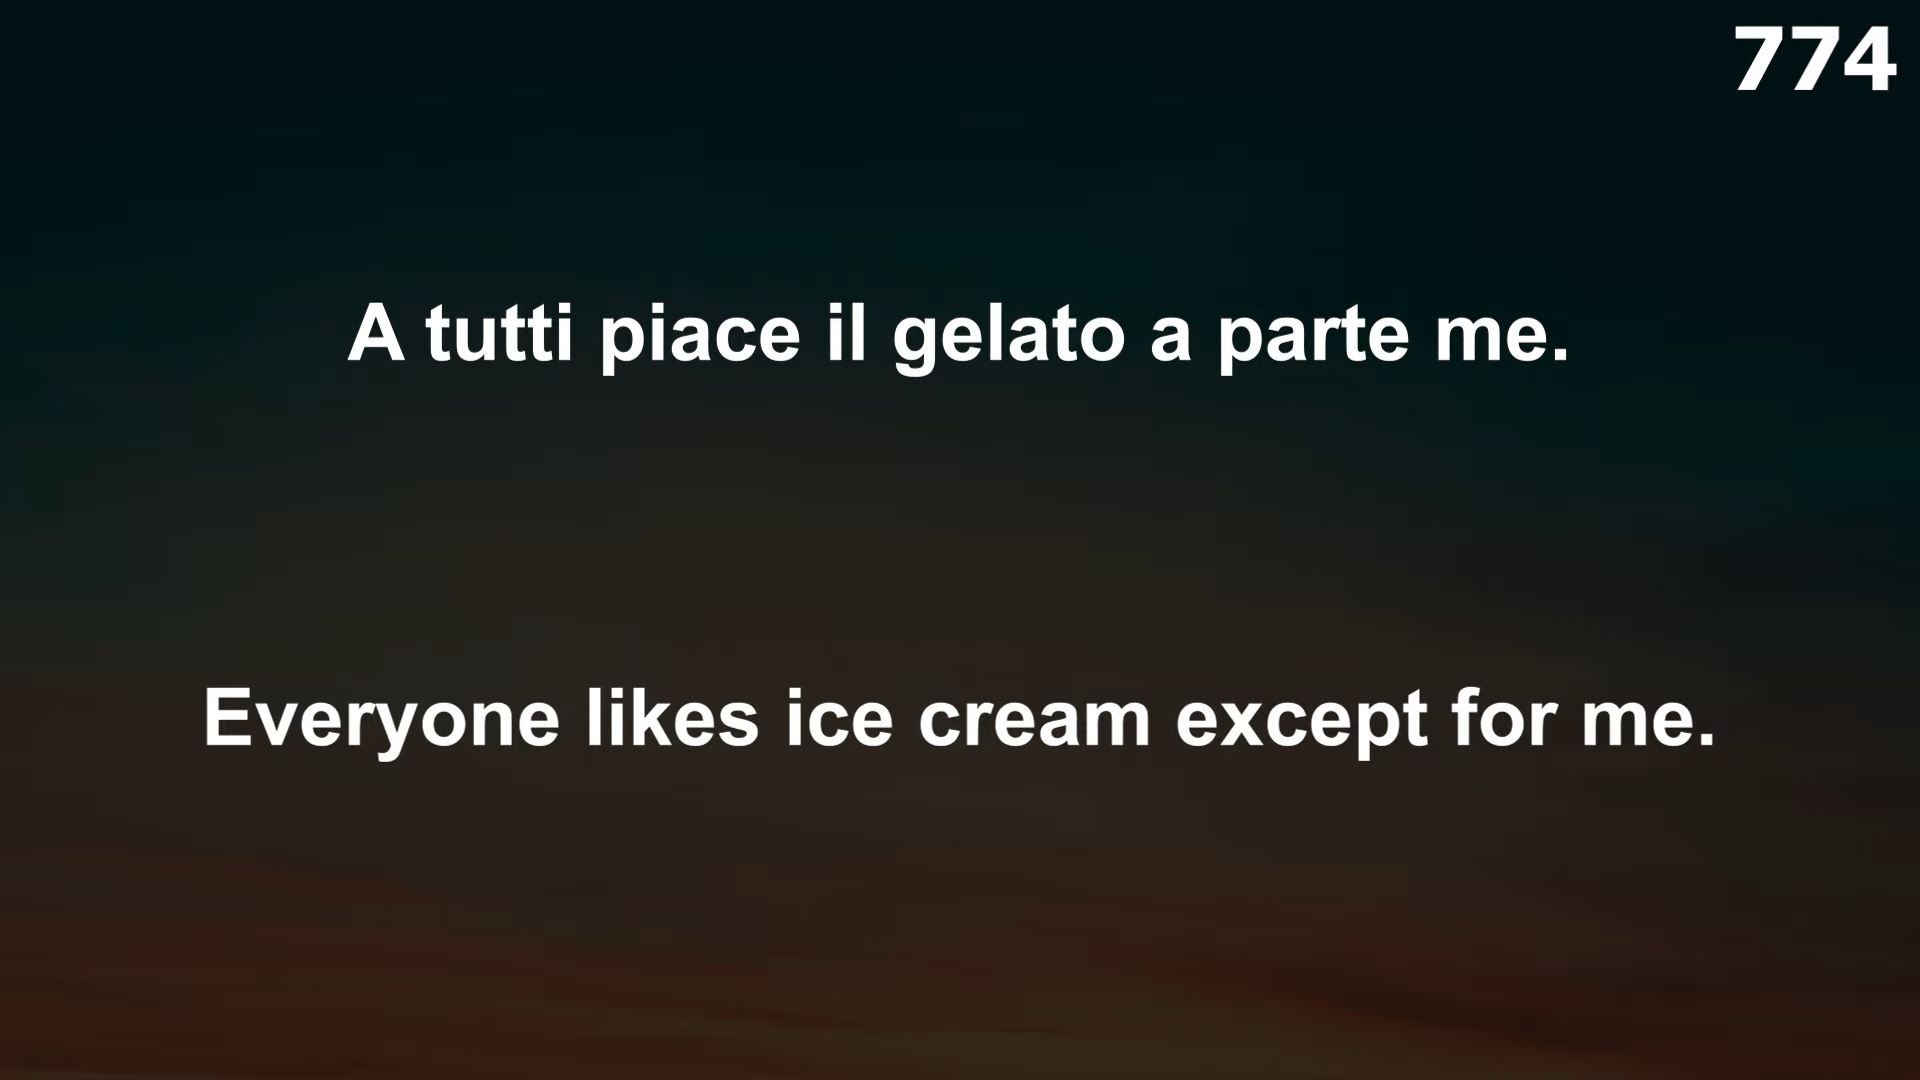 774
A tutti piace il gelato a parte me.
Everyone likes ice cream except for me.